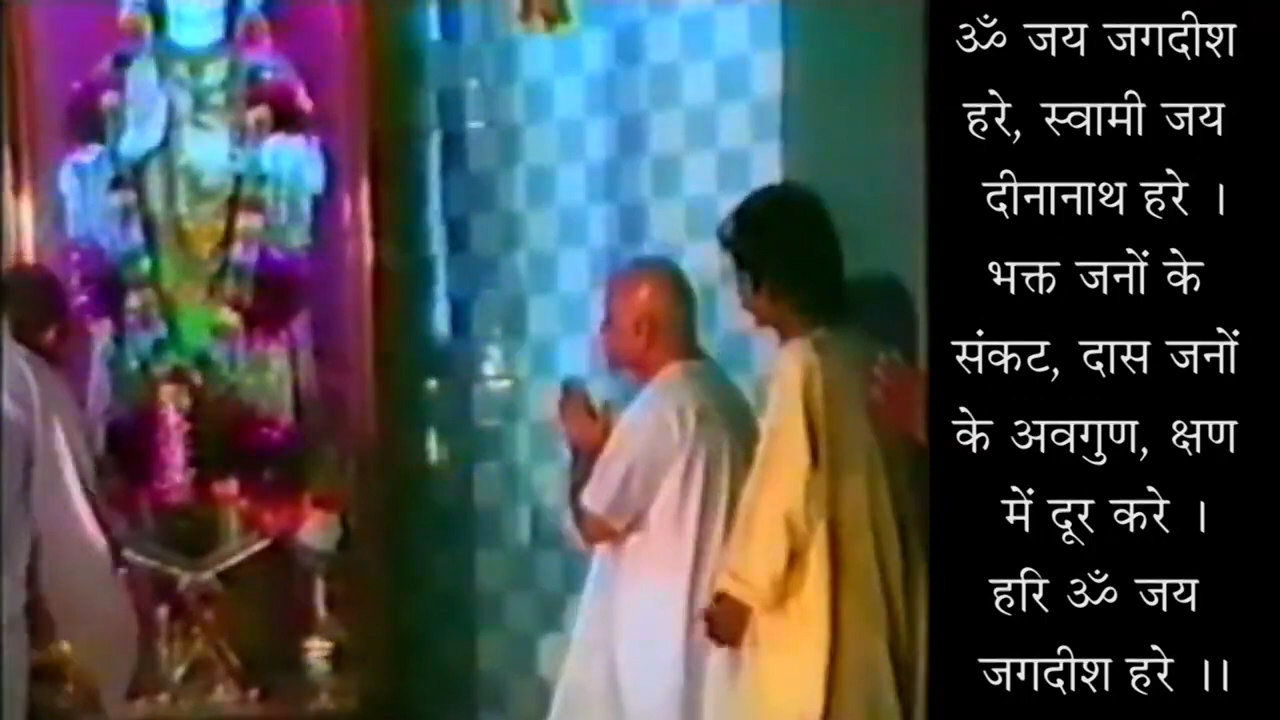 ॐ जय जगदीश
हरे, स्वामी जय
दीनानाथ हरे ।
भक्त जनों के
संकट, दास जनों
के अवगुण, क्षण
में दूर करे ।
हरि ॐ जय
जगदीश हरे ।।